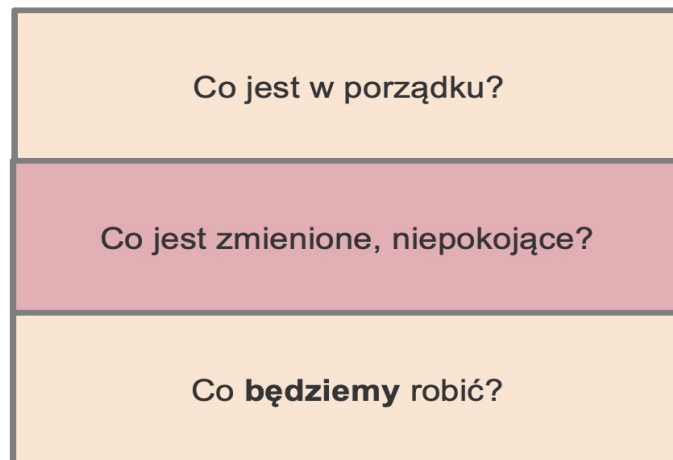 Co jest w porządku?
Co jest zmienione, niepokojące?
Co będziemy robić?